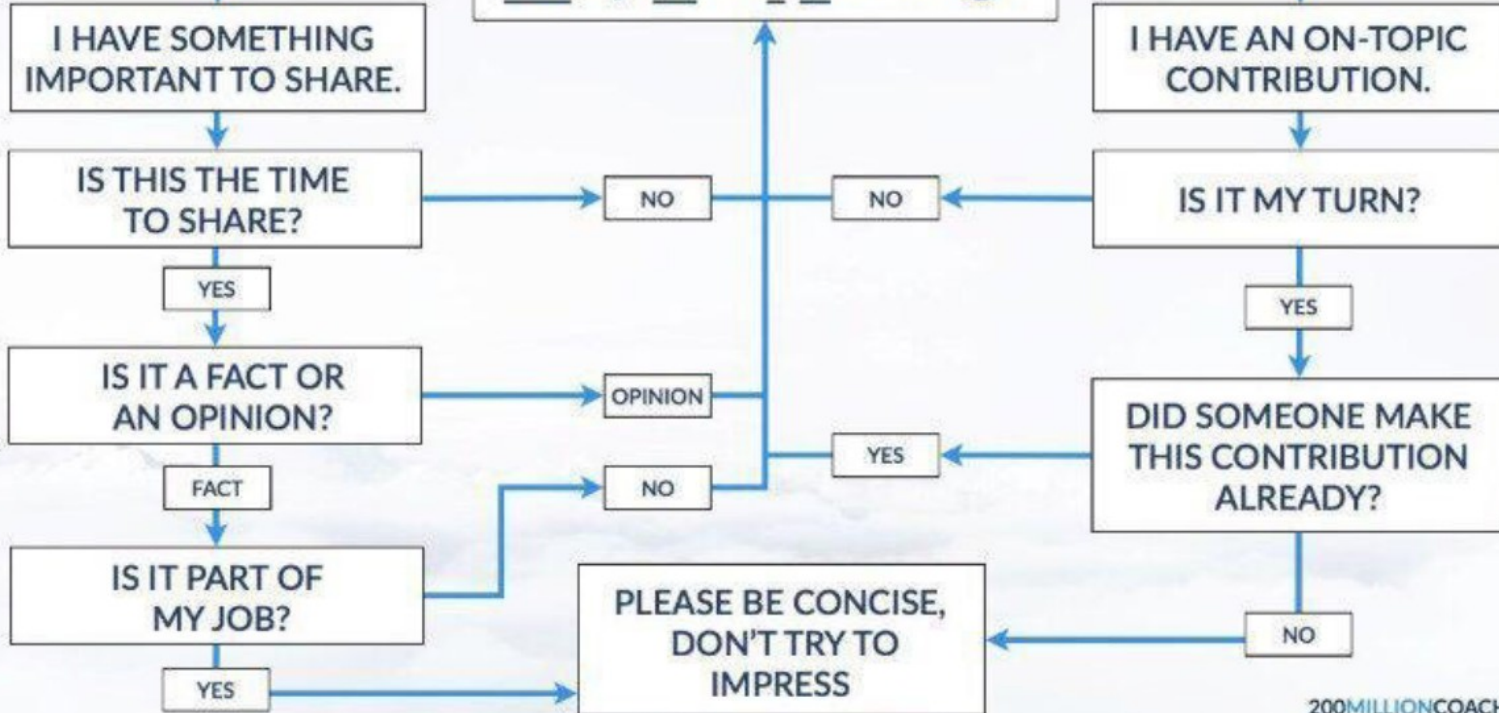 I HAVE SOMETHING
IMPORTANT TO SHARE.
I HAVE AN ON-TOPIC
CONTRIBUTION.
IS THIS THE TIME
TO SHARE?
NO
NO
IS IT MY TURN?
YES
YES
IS IT A FACT OR
AN OPINION?
OPINION
DID SOMEONE MAKE
THIS CONTRIBUTION
ALREADY?
YES
FACT
NO
IS IT PART OF
MY JOB?
PLEASE BE CONCISE,
DON'T TRY TO
IMPRESS
NO
YES
200MILLIONCOACH